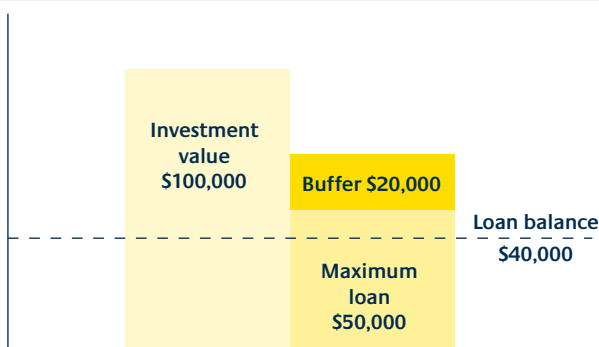 Investment
value
$100,000
Buffer $20,000
Loan balance
$40,000
Maximum
loan
$50,000